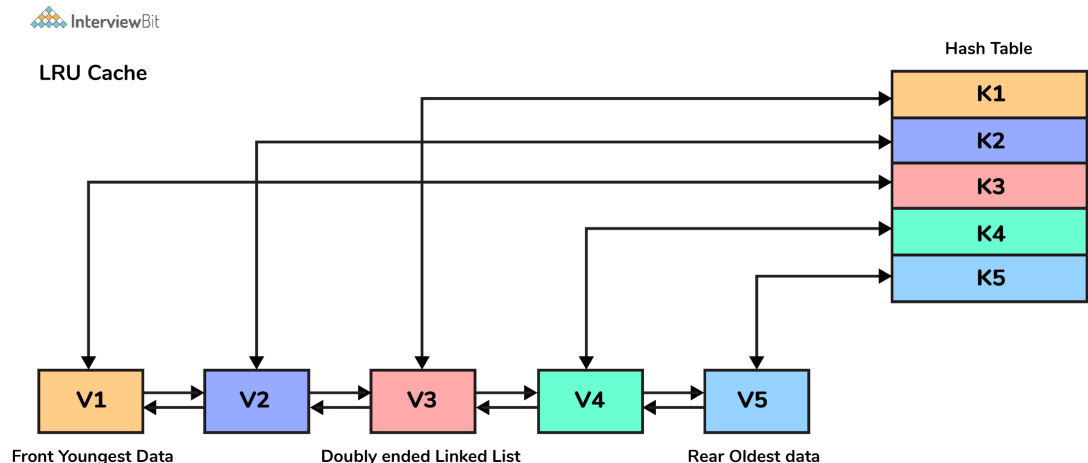 InterviewBit
Hash Table
LRU Cache
K1
K2
K3
K4
K5
V1 V2 V3 V4 V5
Front Youngest Data Doubly ended Linked List Rear Oldest data